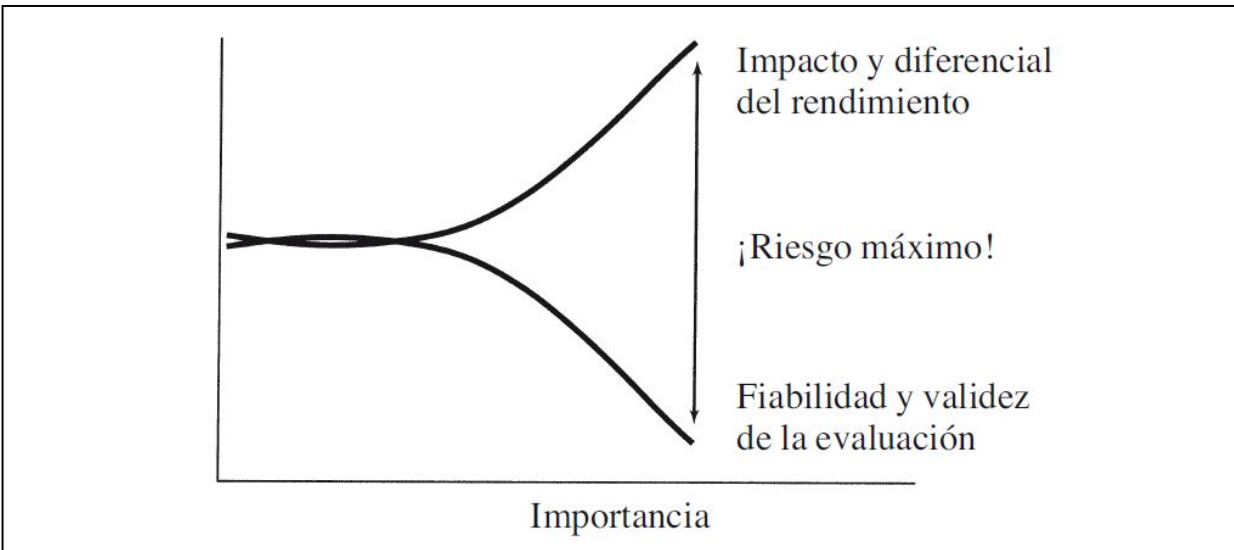 Impacto y diferencial
del rendimiento
¡Riesgo máximo!
Fiabilidad y validez
de la evaluación
Importancia